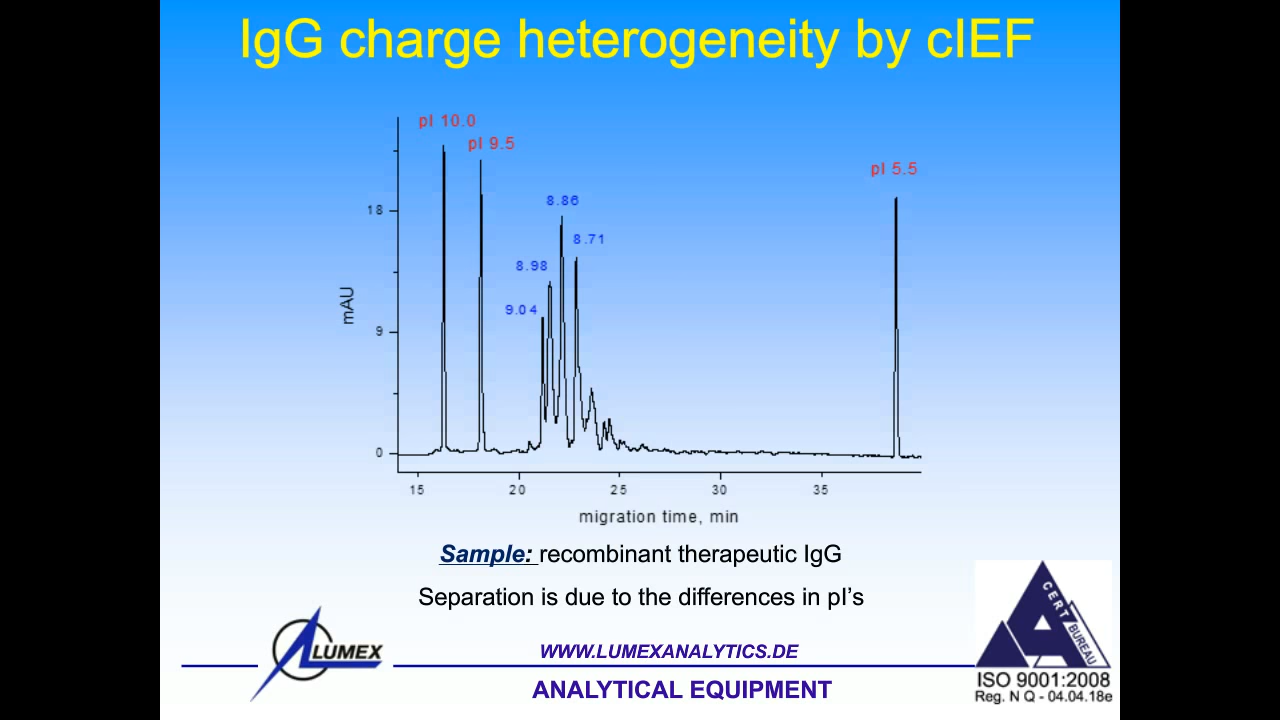 IgG charge heterogeneity by cIEF
pI 10.0
pI 9.5
pI 5.5
8.86
18
8.71
8.98
mAU
9.04
9
0
15 20 25 30 35
migration time, min
Sample: recombinant therapeutic IgG
Separation is due to the differences in pI's
CERT
BUREAU
LUMEX
WWW.LUMEXANALYTICS.DE
ISO 9001:2008
ANALYTICAL EQUIPMENT
Reg. N Q - 04.04.18e